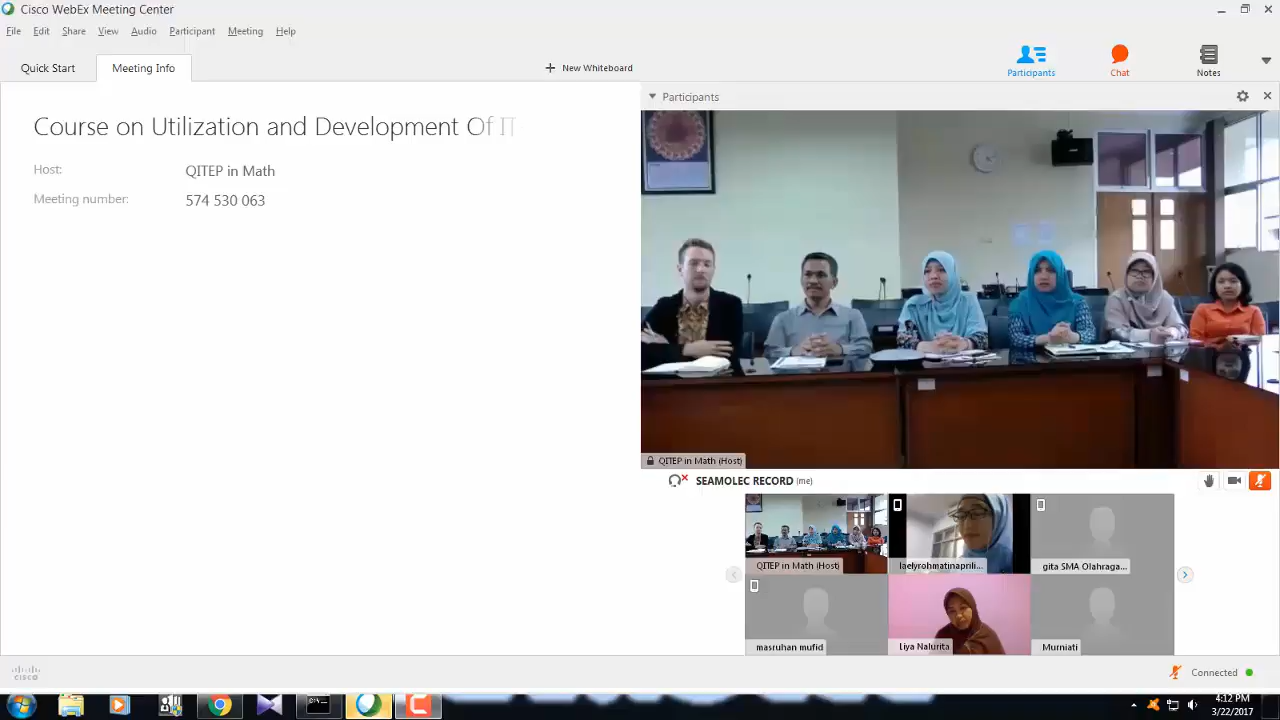 Cisco WebEx Meeting Center
File Edit Share View Audio Participant Meeting Help
Quick Start
Meeting Info
New Whiteboard
Participants
Chat
Notes
Course on Utilization and Development Of IT
Host: QITEP in Math
Meeting number: 574 530 063
Participants
QITEP in Math (Host)
SEAMOLEC RECORD (me)
QITEP in Math (Host)
laelyrohmatinaprili...
gita SMA Olahraga...
masruhan mufid
Liya Nalurita
Murniati
cisco
Connected
4:12 PM
3/22/2017